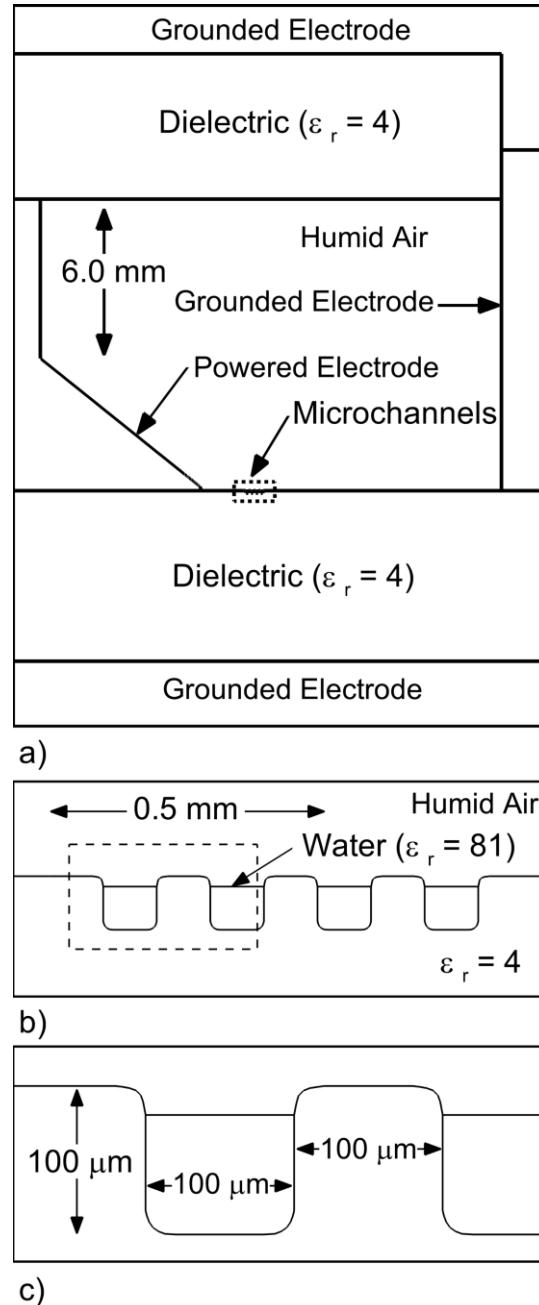 Grounded Electrode
Dielectric (ε r = 4)
Humid Air
6.0 mm
Grounded Electrode
Powered Electrode
Microchannels
Dielectric (ε r = 4)
Grounded Electrode
a)
0.5 mm
Humid Air
Water (ε r = 81)
ε r = 4
b)
100 μm
100 μm
100 μm
c)